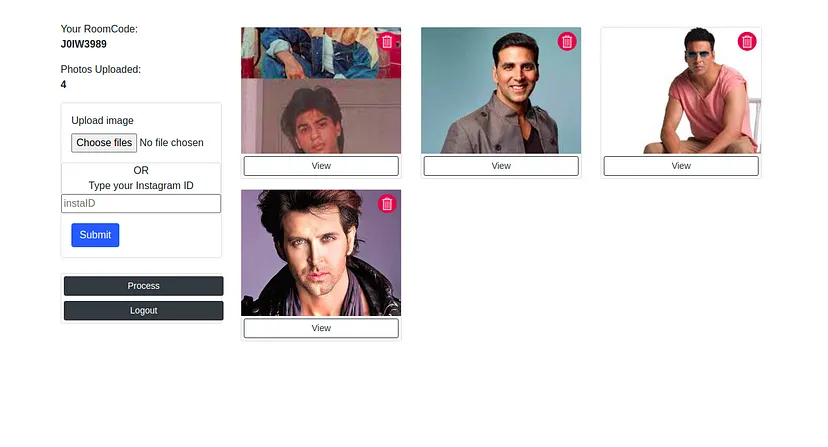 Your RoomCode:
J0IW3989
Photos Uploaded:
4
Upload image
Choose files No file chosen
OR
Type your Instagram ID
instaID
Submit
Process
Logout
View
View
View
View